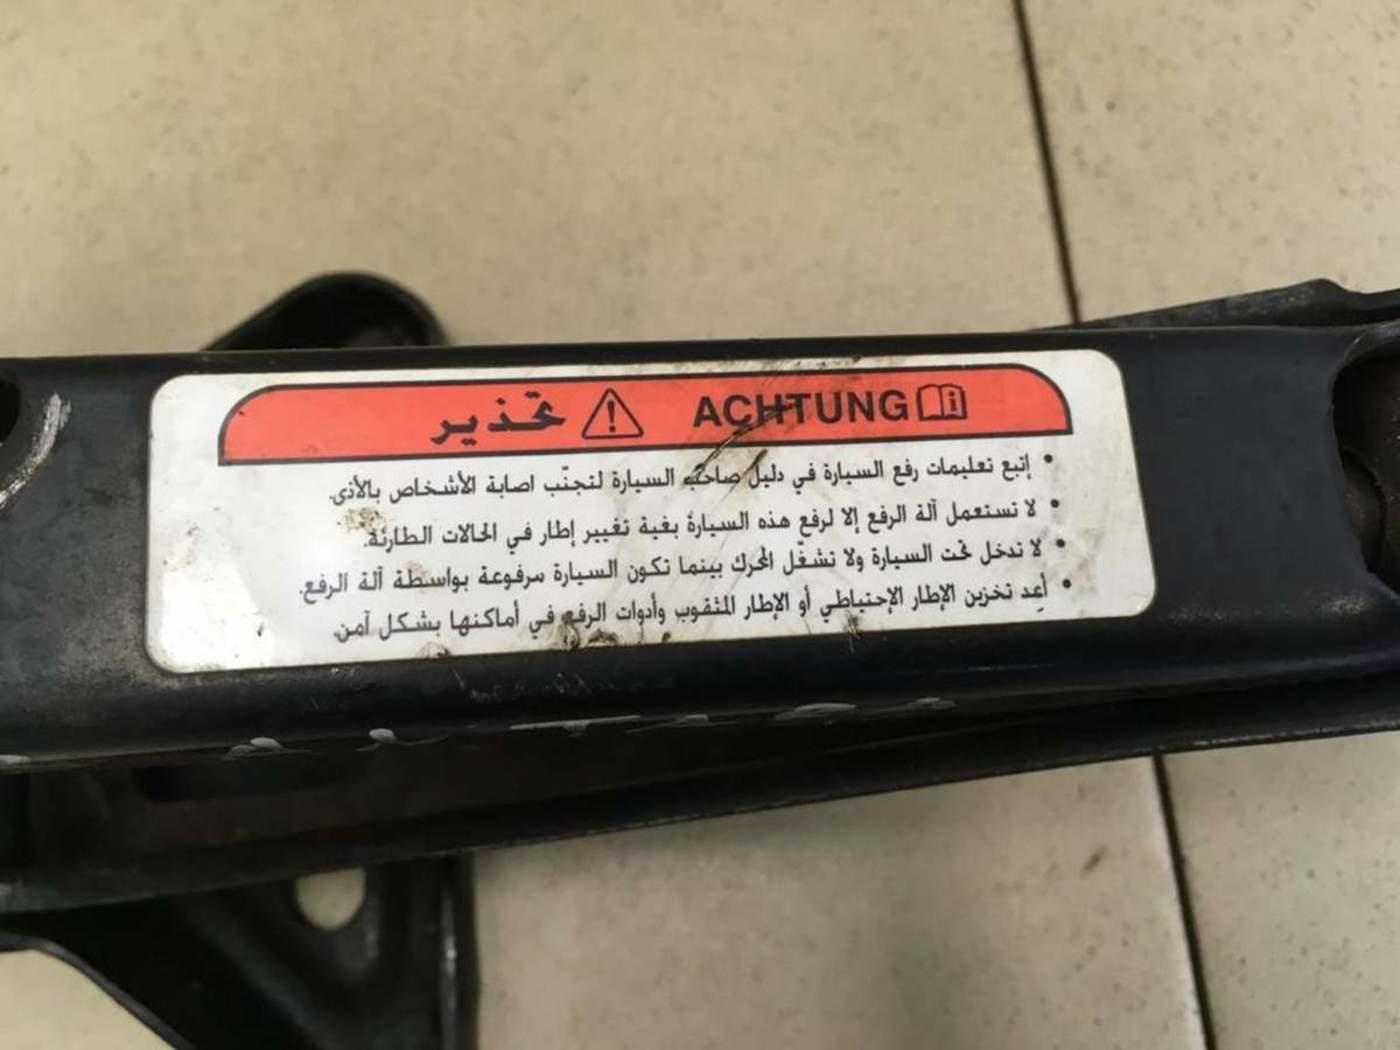 تحذير ACHTUNG
• إتبع تعليمات رفع السيارة في دليل صاحب السيارة لتجنّب اصابة الأشخاص بالأذى.
• لا تستعمل آلة الرفع إلا لرفع هذه السيارة بغية تغيير إطار في الحالات الطارئة.
• لا تدخل تحت السيارة ولا تشغّل المحرك بينما تكون السيارة مرفوعة بواسطة آلة الرفع.
• أعِد تخزين الإطار الإحتياطي أو الإطار المثقوب وأدوات الرفع في أماكنها بشكل آمن.